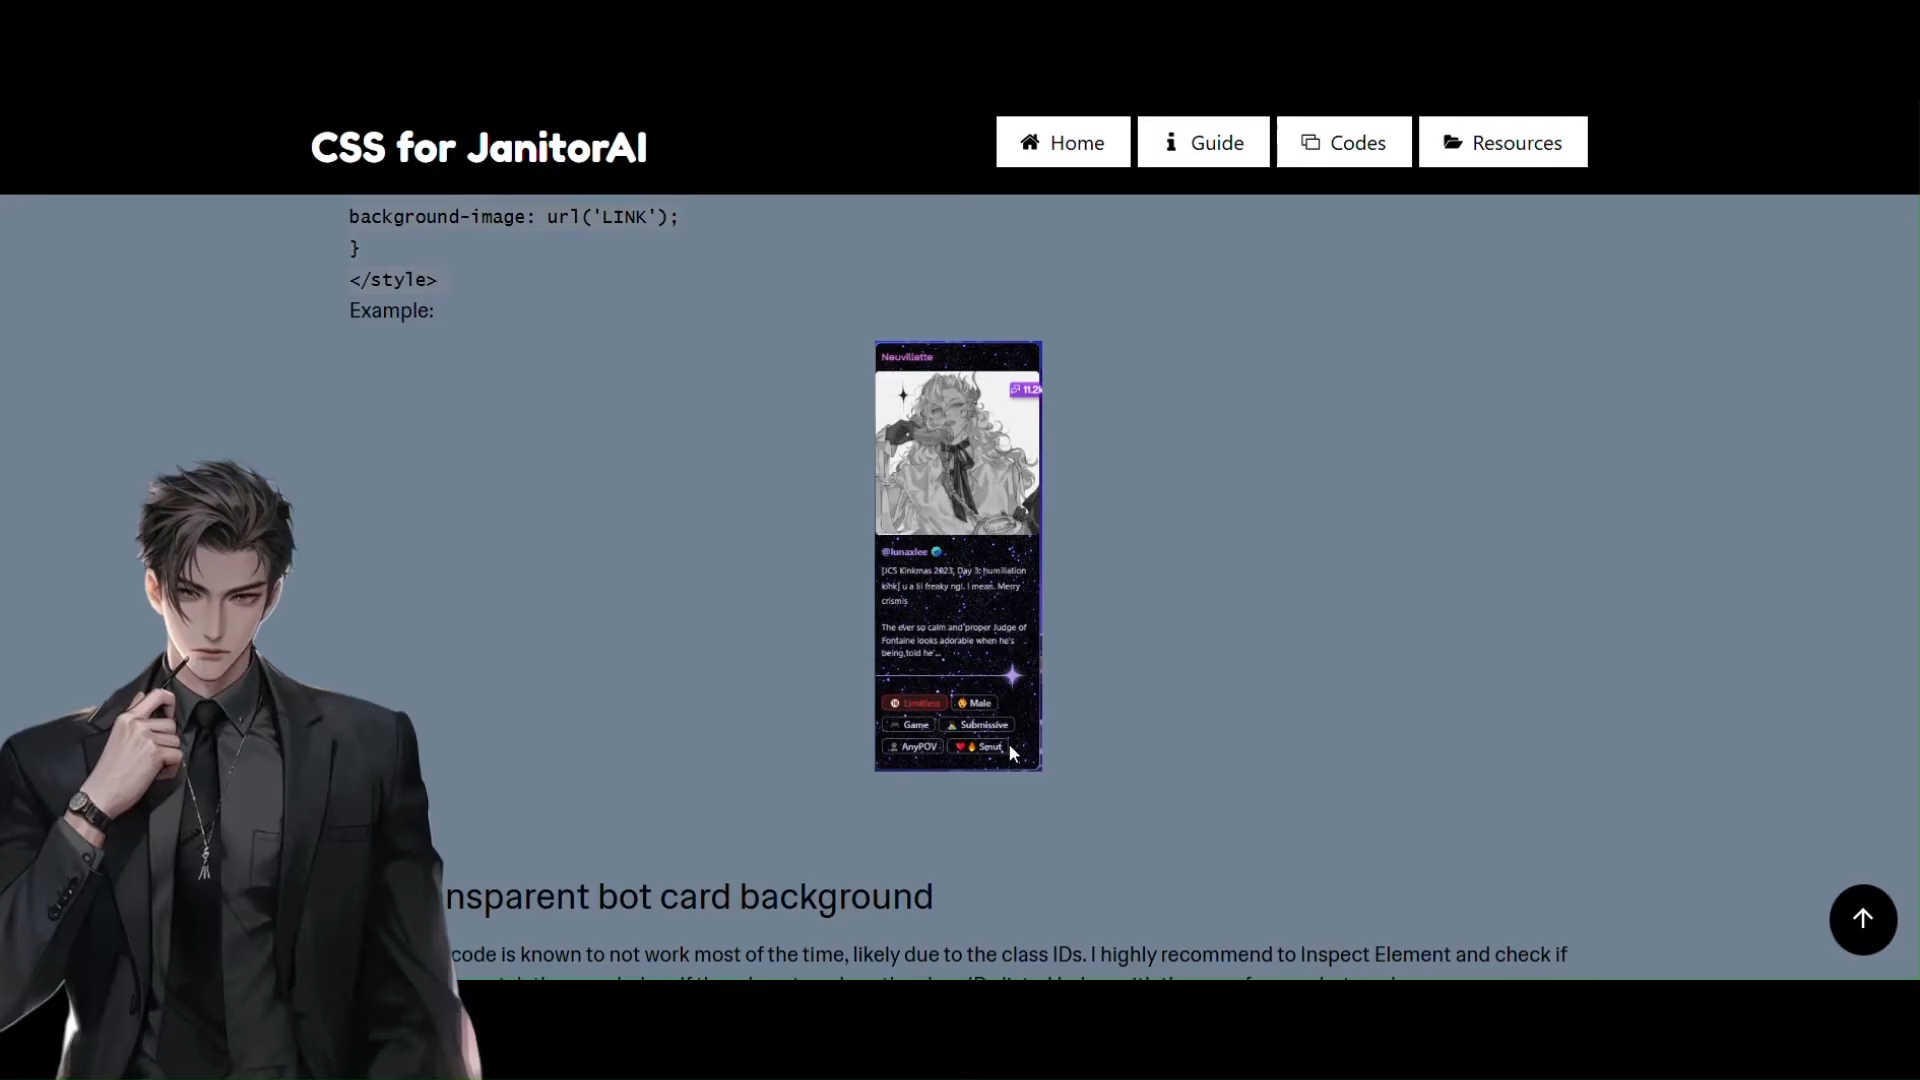 CSS for JanitorAI
Home
Guide
Codes
Resources
background-image: url('LINK');
}
</style>
Example:
Neuvillette
11.2k
@lunaxlee
[JCS Kinkmas 2023, Day 3: humiliation
kink] u a lil freaky ngl. I mean. Merry
crismis
The ever so calm and proper Judge of
Fontaine looks adorable when he's
being told he'...
Limitless
Male
Game
Submissive
AnyPOV
Smut
nsparent bot card background
code is known to not work most of the time, likely due to the class IDs. I highly recommend to Inspect Element and check if